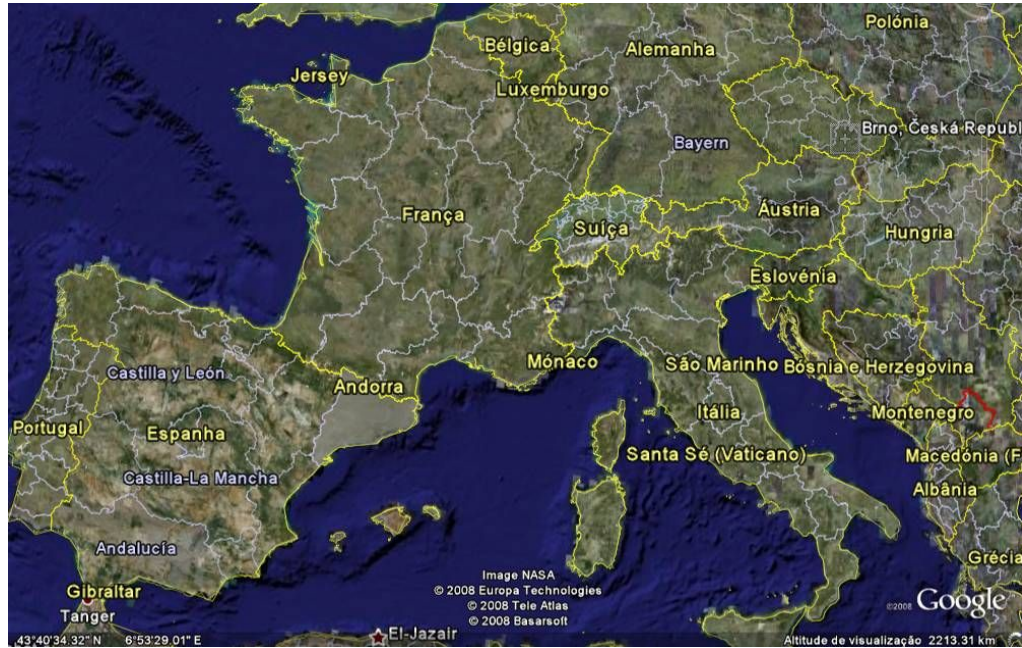 Polónia
Bélgica
Alemanha
Jersey
Luxemburgo
Brno, Česká Republ
Bayern
França
Áustria
Suíça
Hungria
Eslovénia
Mónaco
São Marinho
Bósnia e Herzegovina
Castilla y León
Andorra
Itália
Montenegro
Portugal
Espanha
Santa Sé (Vaticano)
Macedónia (F
Castilla-La Mancha
Albânia
Andalucía
Grécia
Gibraltar
Tanger
El-Jazair
Image NASA
© 2008 Europa Technologies
© 2008 Tele Atlas
© 2008 Basarsoft
©2008 Google
43°40'34.32" N 6°53'29.01" E
Altitude de visualização 2213.31 km